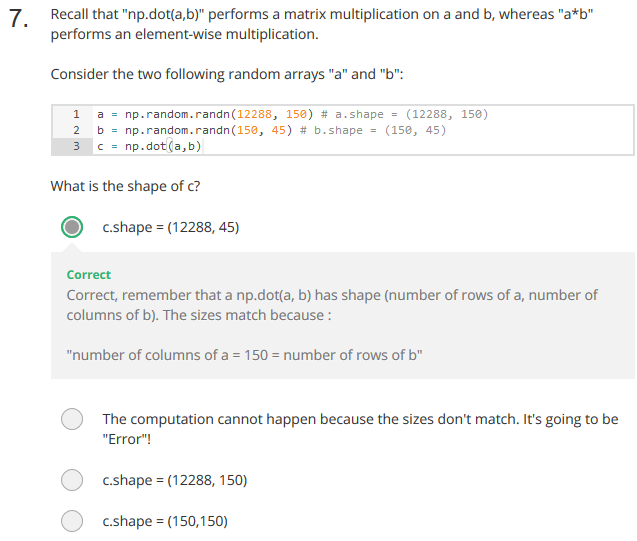 7. Recall that "np.dot(a,b)" performs a matrix multiplication on a and b, whereas "a*b"
performs an element-wise multiplication.
Consider the two following random arrays "a" and "b":
1 a = np.random.randn(12288, 150) # a.shape = (12288, 150)
2 b = np.random.randn(150, 45) # b.shape = (150, 45)
3 c = np.dot(a,b)
What is the shape of c?
c.shape = (12288, 45)
Correct
Correct, remember that a np.dot(a, b) has shape (number of rows of a, number of
columns of b). The sizes match because :
"number of columns of a = 150 = number of rows of b"
The computation cannot happen because the sizes don't match. It's going to be
"Error"!
c.shape = (12288, 150)
c.shape = (150,150)